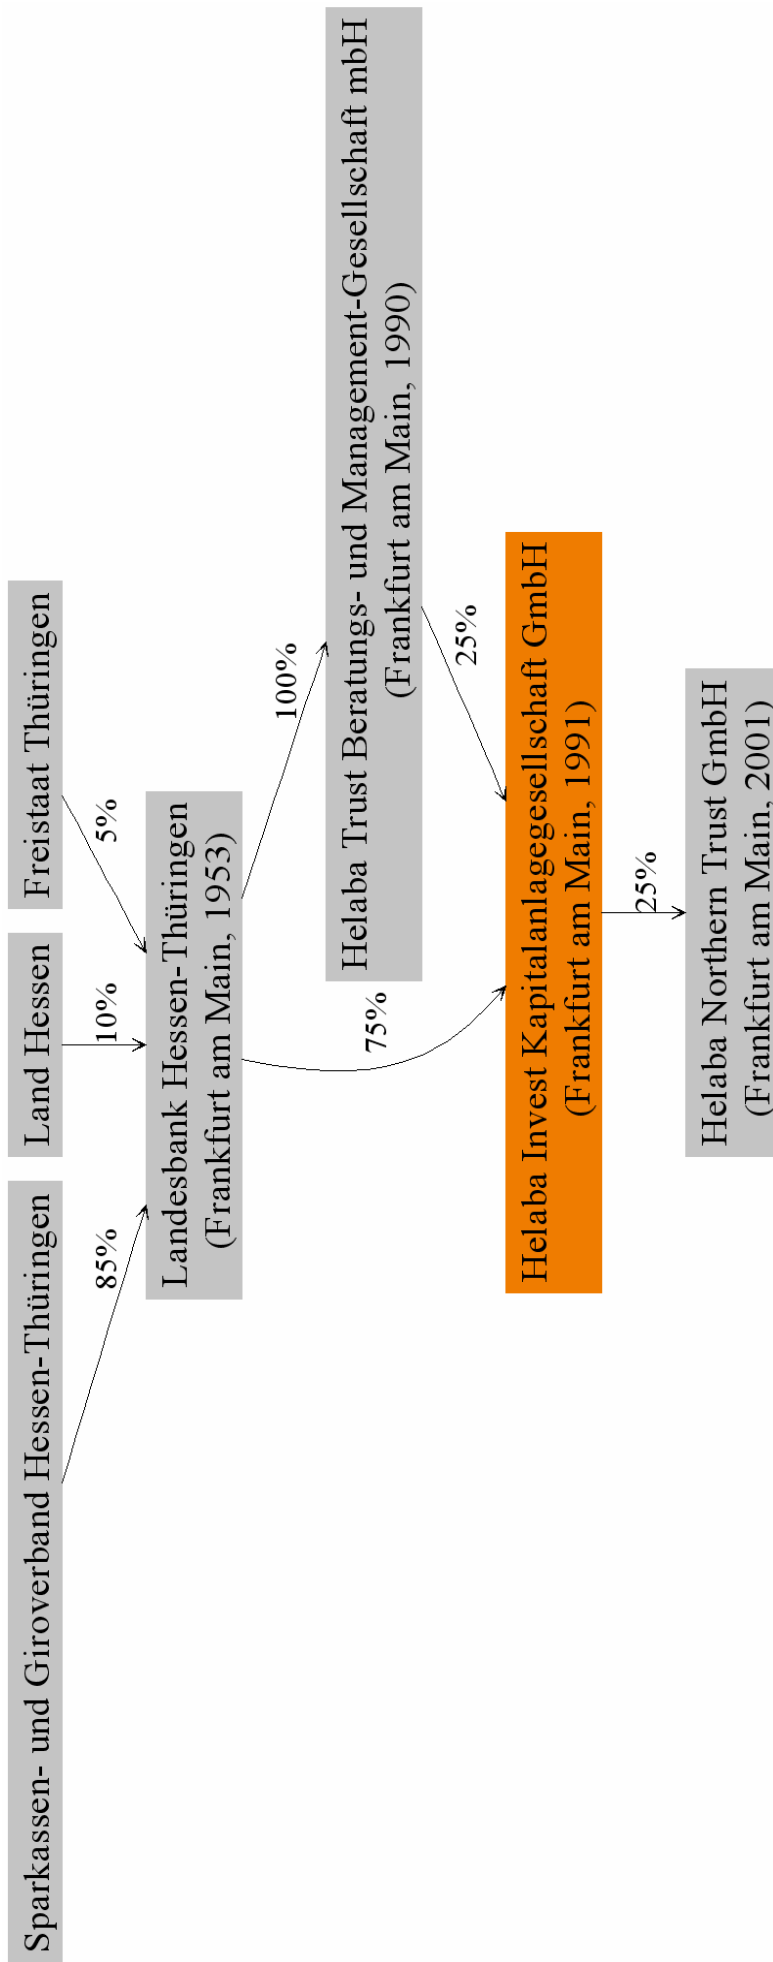 Sparkassen- und Giroverband Hessen-Thüringen
Land Hessen
Freistaat Thüringen
85%
10%
5%
Landesbank Hessen-Thüringen
(Frankfurt am Main, 1953)
100%
Helaba Trust Beratungs- und Management-Gesellschaft mbH
(Frankfurt am Main, 1990)
75%
25%
Helaba Invest Kapitalanlagegesellschaft GmbH
(Frankfurt am Main, 1991)
25%
Helaba Northern Trust GmbH
(Frankfurt am Main, 2001)